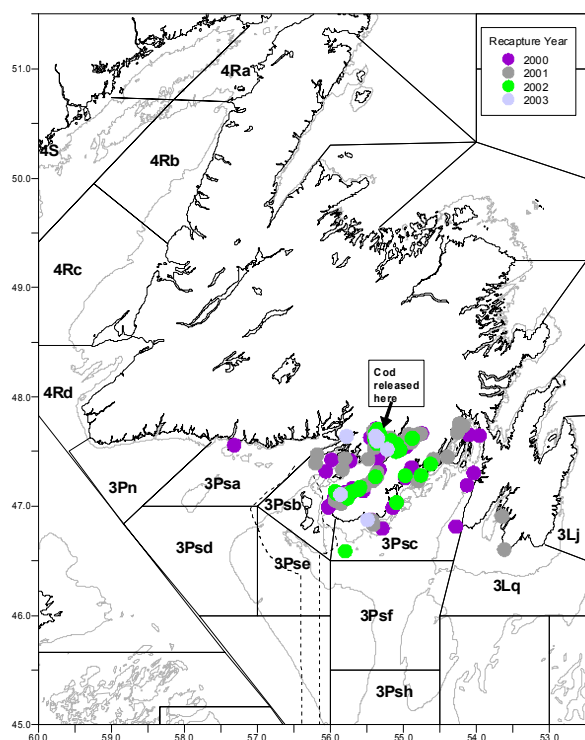 Recapture Year
2000
2001
2002
2003
51.0
50.0
49.0
48.0
47.0
46.0
45.0
4Ra
4S
4Rb
4Rc
4Rd
Cod
released
here
3Pn
3Psa
3Psb
3Psc
3Psd
3Pse
3Lj
3Lq
3Psf
3Psh
60.0 59.0 58.0 57.0 56.0 55.0 54.0 53.0